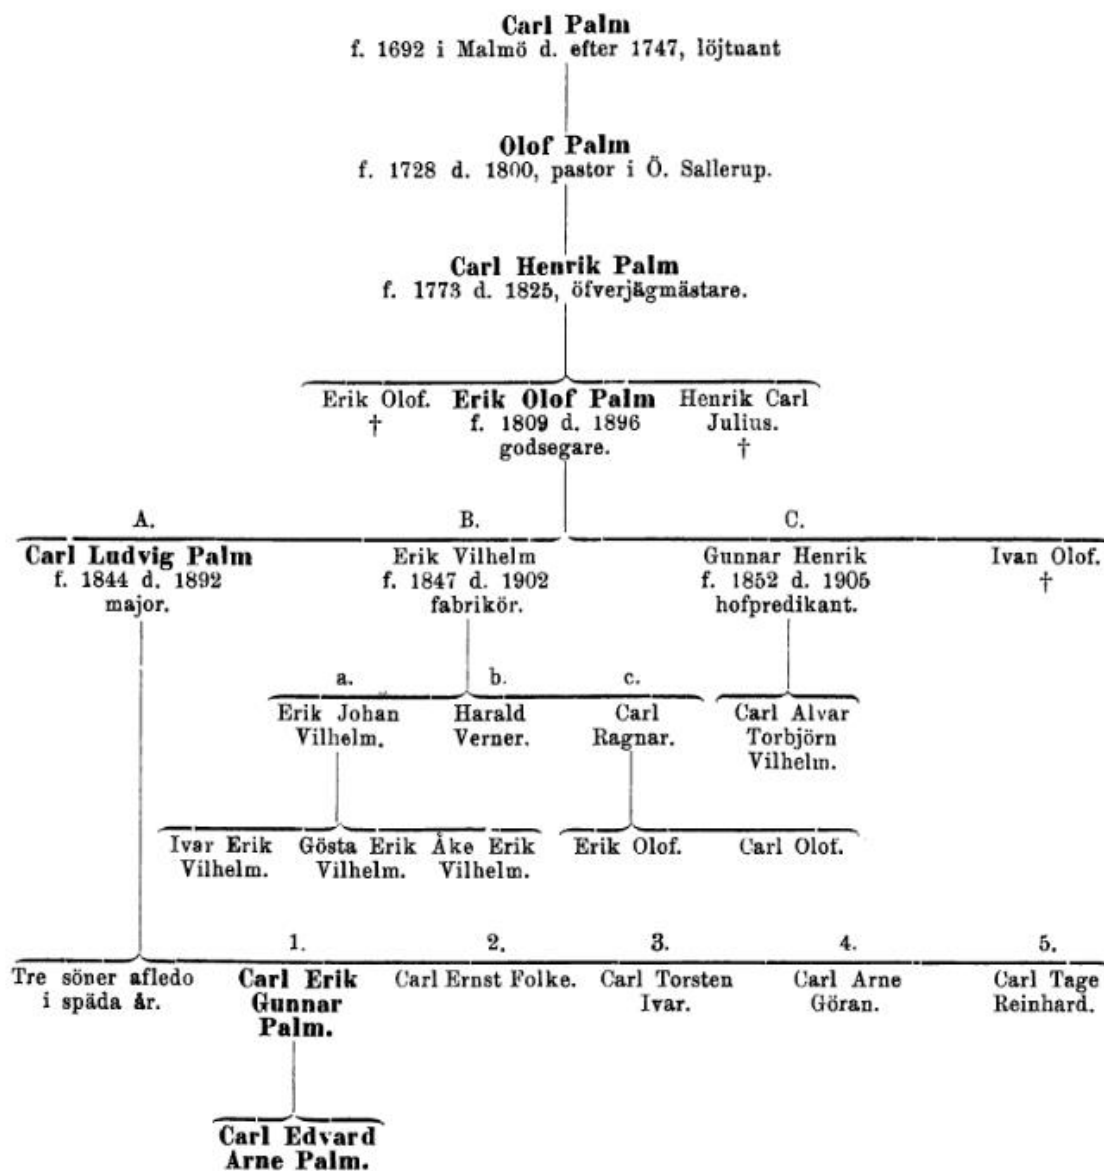 Carl Palm
f. 1692 i Malmö d. efter 1747, löjtnant
Olof Palm
f. 1728 d. 1800, pastor i Ö. Sallerup.
Carl Henrik Palm
f. 1773 d. 1825, öfverjägmästare.
Erik Olof.
†
Erik Olof Palm
f. 1809 d. 1896
godsegare.
Henrik Carl
Julius.
†
A.
Carl Ludvig Palm
f. 1844 d. 1892
major.
B.
Erik Vilhelm
f. 1847 d. 1902
fabrikör.
C.
Gunnar Henrik
f. 1852 d. 1905
hofpredikant.
Ivan Olof.
†
a.
Erik Johan
Vilhelm.
b.
Harald
Verner.
c.
Carl
Ragnar.
Carl Alvar
Torbjörn
Vilhelm.
Ivar Erik
Vilhelm.
Gösta Erik
Vilhelm.
Åke Erik
Vilhelm.
Erik Olof.
Carl Olof.
Tre söner afledo
i späda år.
1.
Carl Erik
Gunnar
Palm.
2.
Carl Ernst Folke.
3.
Carl Torsten
Ivar.
4.
Carl Arne
Göran.
5.
Carl Tage
Reinhard.
Carl Edvard
Arne Palm.